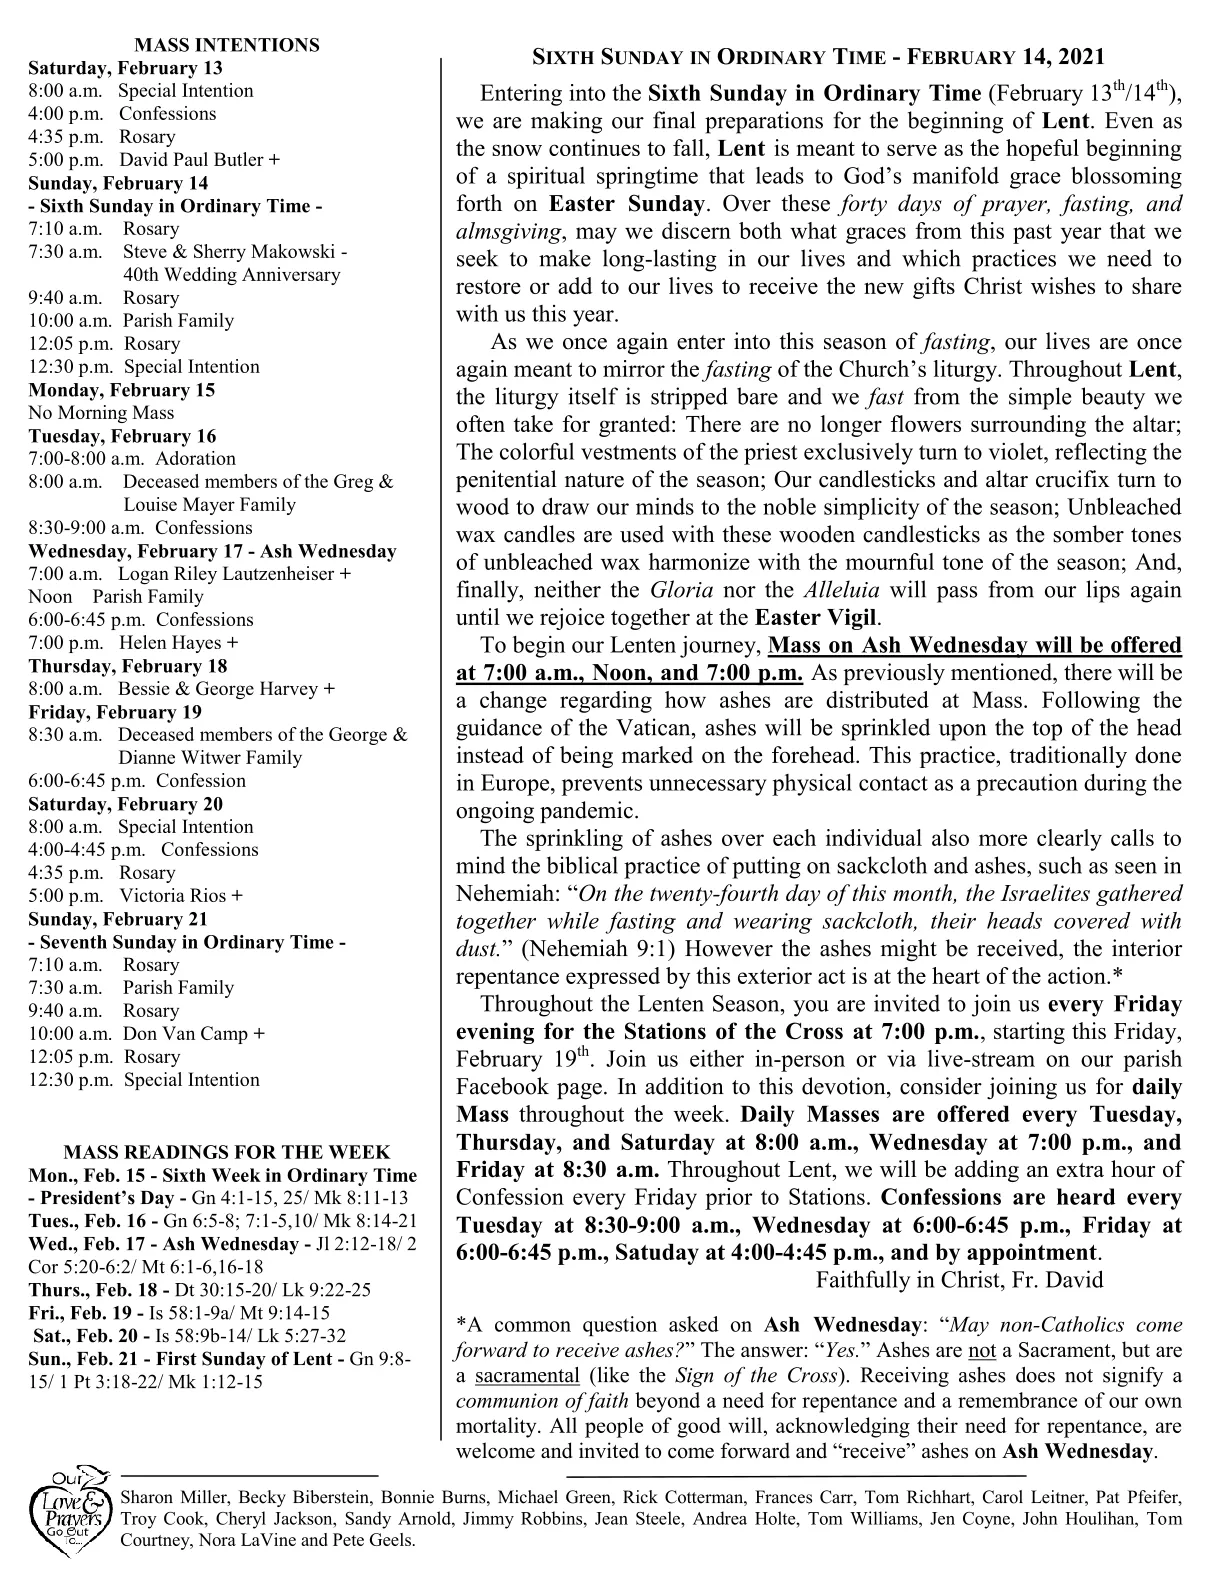 MASS INTENTIONS
Saturday, February 13
8:00 a.m. Special Intention
4:00 p.m. Confessions
4:35 p.m. Rosary
5:00 p.m. David Paul Butler +
Sunday, February 14
- Sixth Sunday in Ordinary Time -
7:10 a.m. Rosary
7:30 a.m. Steve & Sherry Makowski -
40th Wedding Anniversary
9:40 a.m. Rosary
10:00 a.m. Parish Family
12:05 p.m. Rosary
12:30 p.m. Special Intention
Monday, February 15
No Morning Mass
Tuesday, February 16
7:00-8:00 a.m. Adoration
8:00 a.m. Deceased members of the Greg &
Louise Mayer Family
8:30-9:00 a.m. Confessions
Wednesday, February 17 - Ash Wednesday
7:00 a.m. Logan Riley Lautzenheiser +
Noon Parish Family
6:00-6:45 p.m. Confessions
7:00 p.m. Helen Hayes +
Thursday, February 18
8:00 a.m. Bessie & George Harvey +
Friday, February 19
8:30 a.m. Deceased members of the George &
Dianne Witwer Family
6:00-6:45 p.m. Confession
Saturday, February 20
8:00 a.m. Special Intention
4:00-4:45 p.m. Confessions
4:35 p.m. Rosary
5:00 p.m. Victoria Rios +
Sunday, February 21
- Seventh Sunday in Ordinary Time -
7:10 a.m. Rosary
7:30 a.m. Parish Family
9:40 a.m. Rosary
10:00 a.m. Don Van Camp +
12:05 p.m. Rosary
12:30 p.m. Special Intention
MASS READINGS FOR THE WEEK
Mon., Feb. 15 - Sixth Week in Ordinary Time
- President's Day - Gn 4:1-15, 25/ Mk 8:11-13
Tues., Feb. 16 - Gn 6:5-8; 7:1-5,10/ Mk 8:14-21
Wed., Feb. 17 - Ash Wednesday - Jl 2:12-18/ 2
Cor 5:20-6:2/ Mt 6:1-6,16-18
Thurs., Feb. 18 - Dt 30:15-20/ Lk 9:22-25
Fri., Feb. 19 - Is 58:1-9a/ Mt 9:14-15
Sat., Feb. 20 - Is 58:9b-14/ Lk 5:27-32
Sun., Feb. 21 - First Sunday of Lent - Gn 9:8-
15/ 1 Pt 3:18-22/ Mk 1:12-15
SIXTH SUNDAY IN ORDINARY TIME - FEBRUARY 14, 2021
Entering into the Sixth Sunday in Ordinary Time (February 13th/14th),
we are making our final preparations for the beginning of Lent. Even as
the snow continues to fall, Lent is meant to serve as the hopeful beginning
of a spiritual springtime that leads to God's manifold grace blossoming
forth on Easter Sunday. Over these forty days of prayer, fasting, and
almsgiving, may we discern both what graces from this past year that we
seek to make long-lasting in our lives and which practices we need to
restore or add to our lives to receive the new gifts Christ wishes to share
with us this year.
As we once again enter into this season of fasting, our lives are once
again meant to mirror the fasting of the Church's liturgy. Throughout Lent,
the liturgy itself is stripped bare and we fast from the simple beauty we
often take for granted: There are no longer flowers surrounding the altar;
The colorful vestments of the priest exclusively turn to violet, reflecting the
penitential nature of the season; Our candlesticks and altar crucifix turn to
wood to draw our minds to the noble simplicity of the season; Unbleached
wax candles are used with these wooden candlesticks as the somber tones
of unbleached wax harmonize with the mournful tone of the season; And,
finally, neither the Gloria nor the Alleluia will pass from our lips again
until we rejoice together at the Easter Vigil.
To begin our Lenten journey, Mass on Ash Wednesday will be offered
at 7:00 a.m., Noon, and 7:00 p.m. As previously mentioned, there will be
a change regarding how ashes are distributed at Mass. Following the
guidance of the Vatican, ashes will be sprinkled upon the top of the head
instead of being marked on the forehead. This practice, traditionally done
in Europe, prevents unnecessary physical contact as a precaution during the
ongoing pandemic.
The sprinkling of ashes over each individual also more clearly calls to
mind the biblical practice of putting on sackcloth and ashes, such as seen in
Nehemiah: “On the twenty-fourth day of this month, the Israelites gathered
together while fasting and wearing sackcloth, their heads covered with
dust.” (Nehemiah 9:1) However the ashes might be received, the interior
repentance expressed by this exterior act is at the heart of the action.*
Throughout the Lenten Season, you are invited to join us every Friday
evening for the Stations of the Cross at 7:00 p.m., starting this Friday,
February 19th. Join us either in-person or via live-stream on our parish
Facebook page. In addition to this devotion, consider joining us for daily
Mass throughout the week. Daily Masses are offered every Tuesday,
Thursday, and Saturday at 8:00 a.m., Wednesday at 7:00 p.m., and
Friday at 8:30 a.m. Throughout Lent, we will be adding an extra hour of
Confession every Friday prior to Stations. Confessions are heard every
Tuesday at 8:30-9:00 a.m., Wednesday at 6:00-6:45 p.m., Friday at
6:00-6:45 p.m., Satuday at 4:00-4:45 p.m., and by appointment.
Faithfully in Christ, Fr. David
*A common question asked on Ash Wednesday: “May non-Catholics come
forward to receive ashes?” The answer: “Yes.” Ashes are not a Sacrament, but are
a sacramental (like the Sign of the Cross). Receiving ashes does not signify a
communion of faith beyond a need for repentance and a remembrance of our own
mortality. All people of good will, acknowledging their need for repentance, are
welcome and invited to come forward and “receive” ashes on Ash Wednesday.
Our
Love &
Prayers
Go Out
To...
Sharon Miller, Becky Biberstein, Bonnie Burns, Michael Green, Rick Cotterman, Frances Carr, Tom Richhart, Carol Leitner, Pat Pfeifer,
Troy Cook, Cheryl Jackson, Sandy Arnold, Jimmy Robbins, Jean Steele, Andrea Holte, Tom Williams, Jen Coyne, John Houlihan, Tom
Courtney, Nora LaVine and Pete Geels.